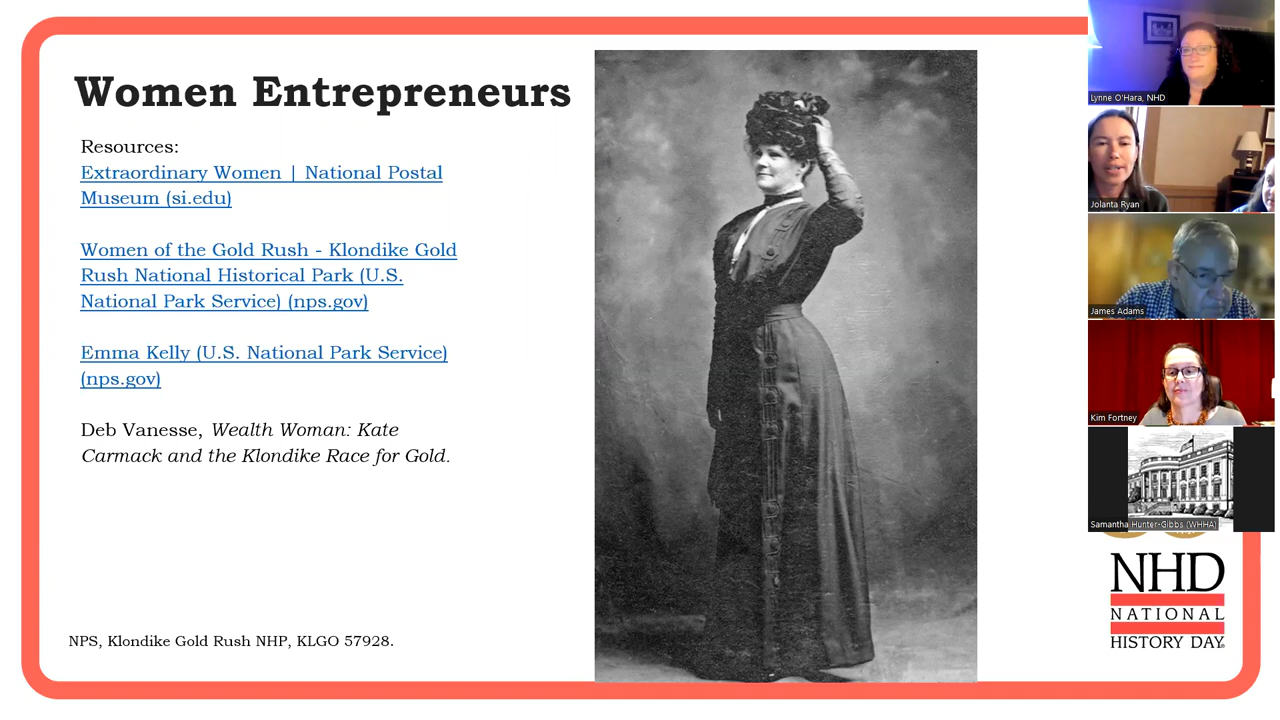 Women Entrepreneurs
Resources:
Extraordinary Women | National Postal
Museum (si.edu)
Women of the Gold Rush - Klondike Gold
Rush National Historical Park (U.S.
National Park Service) (nps.gov)
Emma Kelly (U.S. National Park Service)
(nps.gov)
Deb Vanesse, Wealth Woman: Kate
Carmack and the Klondike Race for Gold.
NPS, Klondike Gold Rush NHP, KLGO 57928.
Lynne O'Hara, NHD
Jolanta Ryan
James Adams
Kim Fortney
Samantha Hunter-Gibbs (WHHA)
NHD
NATIONAL
HISTORY DAY®